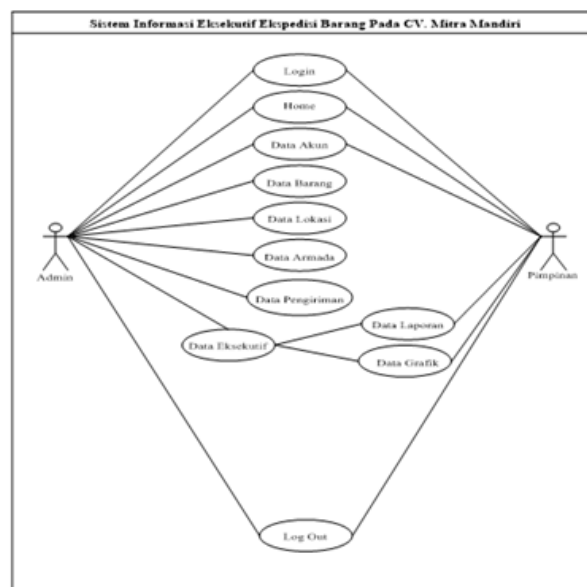 Sistem Informasi Eksekutif Ekspedisi Barang Pada CV. Mitra Mandiri
Login
Home
Data Akun
Data Barang
Data Lokasi
Data Armada
Admin
Pimpinan
Data Pengiriman
Data Laporan
Data Eksekutif
Data Grafik
Log Out